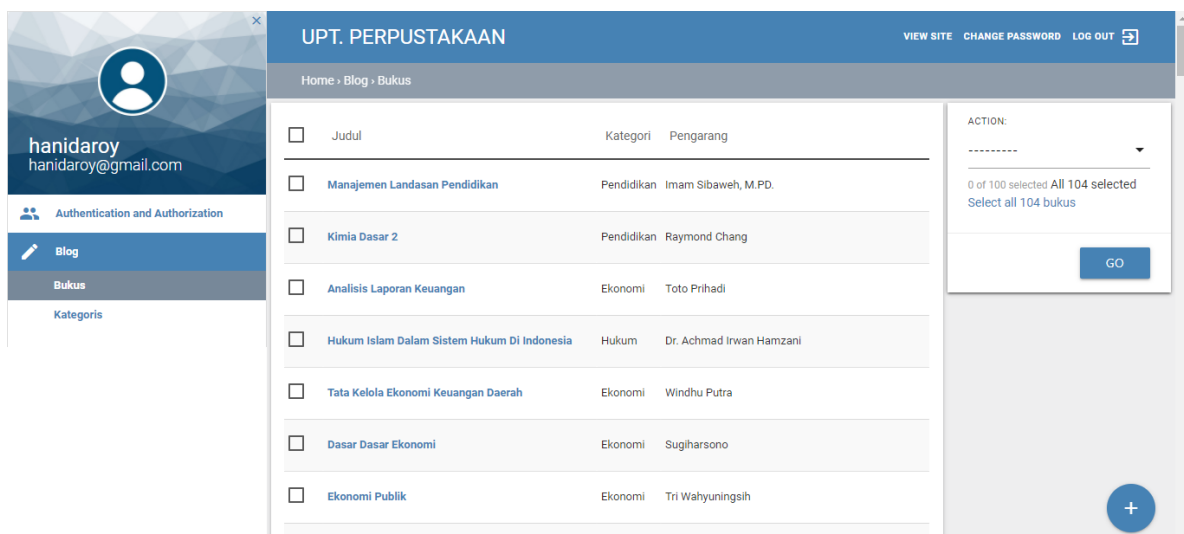 ×
hanidaroy
hanidaroy@gmail.com
Authentication and Authorization
Blog
Bukus
Kategoris
UPT. PERPUSTAKAAN
VIEW SITE CHANGE PASSWORD LOG OUT
Home › Blog › Bukus
Judul Kategori Pengarang
Manajemen Landasan Pendidikan Pendidikan Imam Sibaweh, M.PD.
Kimia Dasar 2 Pendidikan Raymond Chang
Analisis Laporan Keuangan Ekonomi Toto Prihadi
Hukum Islam Dalam Sistem Hukum Di Indonesia Hukum Dr. Achmad Irwan Hamzani
Tata Kelola Ekonomi Keuangan Daerah Ekonomi Windhu Putra
Dasar Dasar Ekonomi Ekonomi Sugiharsono
Ekonomi Publik Ekonomi Tri Wahyuningsih
ACTION:
---------
0 of 100 selected All 104 selected
Select all 104 bukus
GO
+